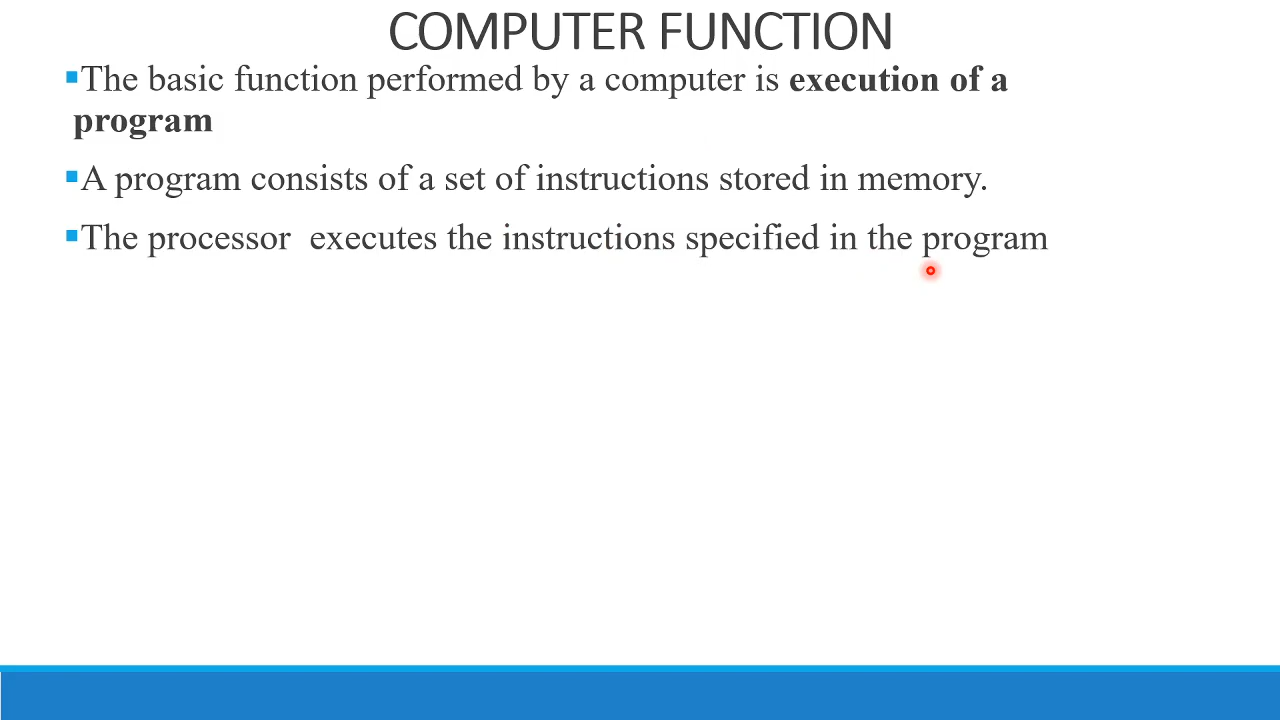 COMPUTER FUNCTION
▪The basic function performed by a computer is execution of a
program
▪A program consists of a set of instructions stored in memory.
▪The processor  executes the instructions specified in the program